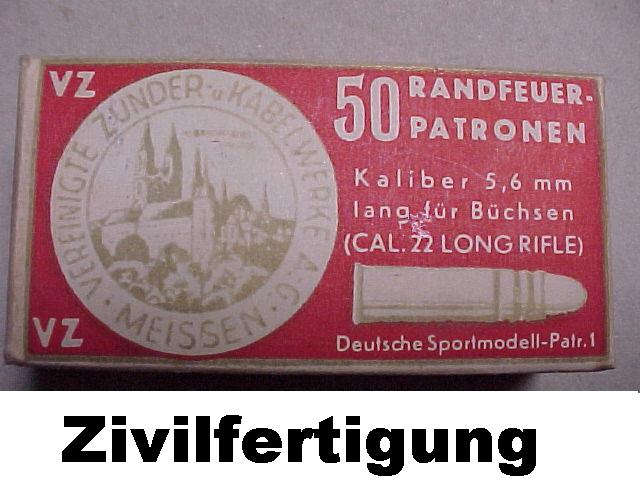 VZ
VEREINIGTE ZÜNDER- u. KABELWERKE A.G.
· MEISSEN ·
VZ
50 RANDFEUER-
PATRONEN
Kaliber 5,6 mm
lang für Büchsen
(CAL. 22 LONG RIFLE)
Deutsche Sportmodell-Patr. 1
Zivilfertigung